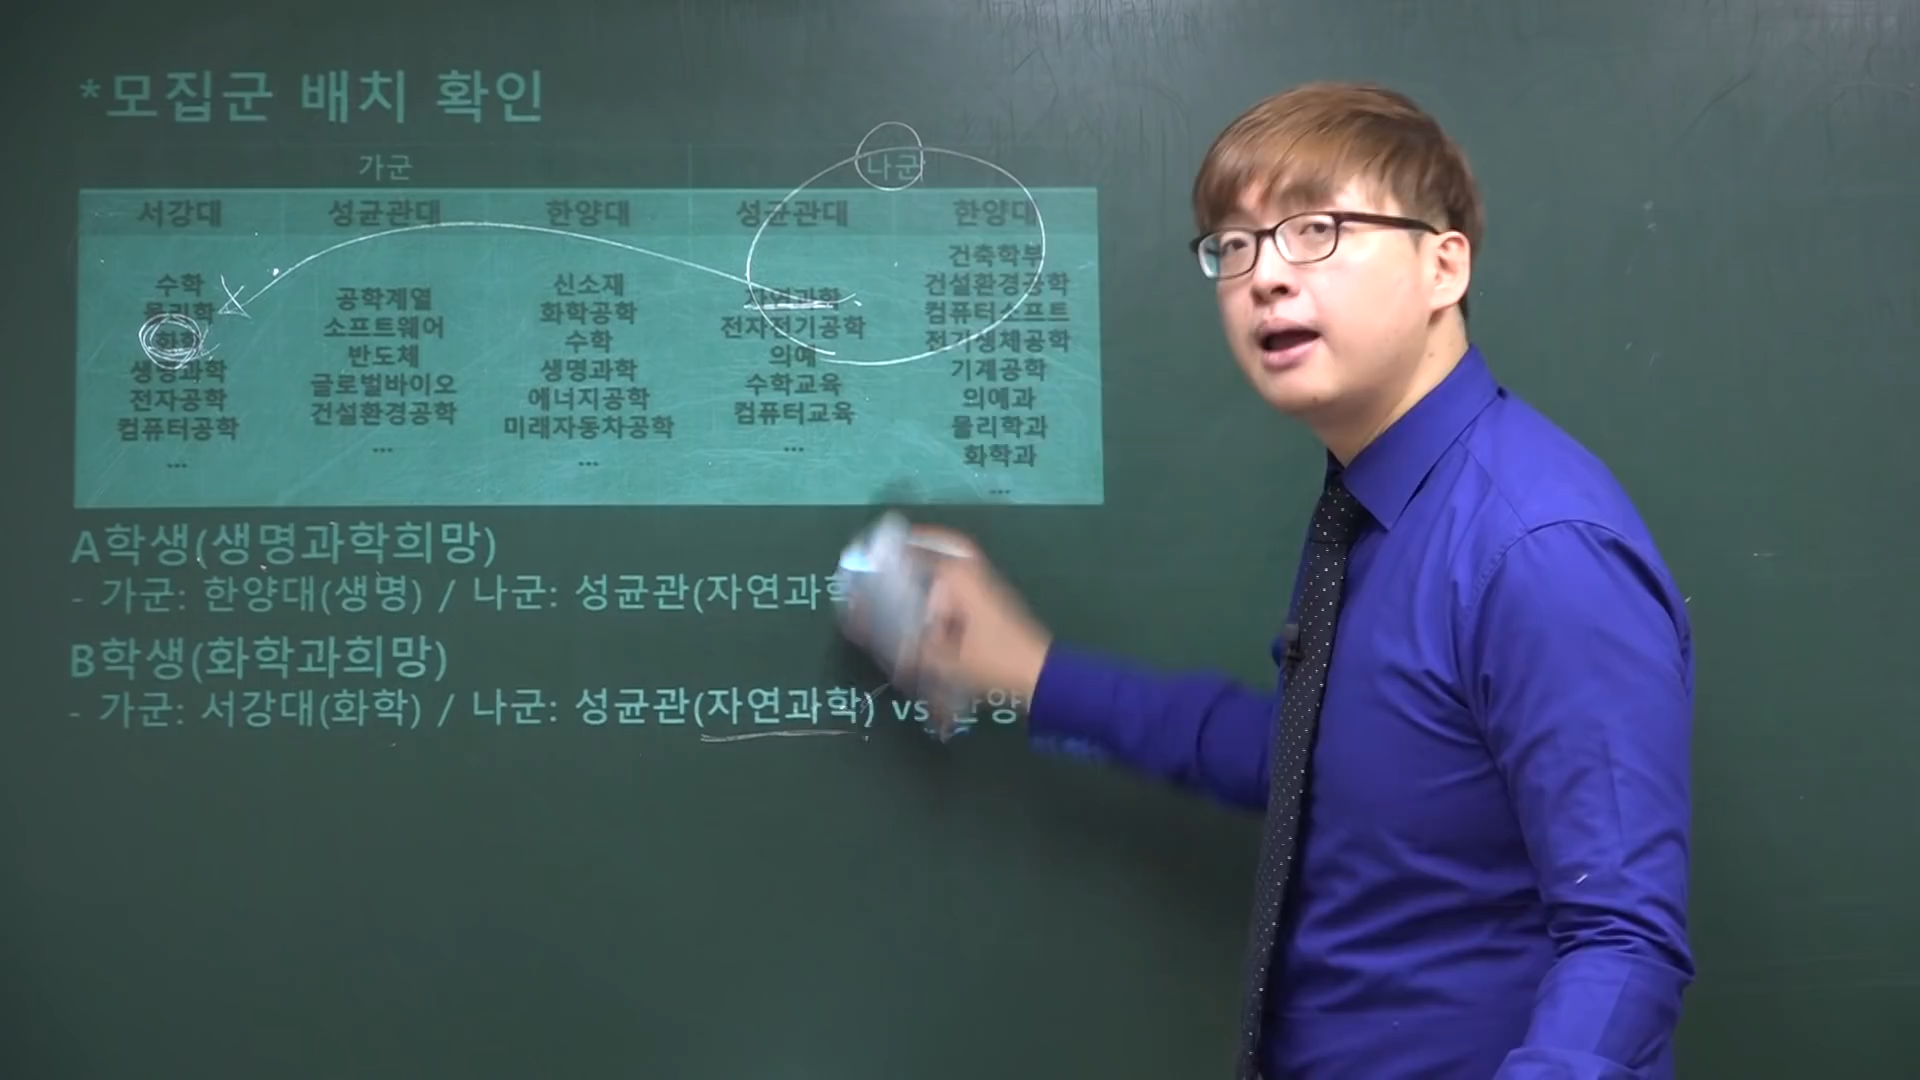 *모집군 배치 확인
가군 나군
서강대 성균관대 한양대 성균관대 한양대
수학
물리학
화학
생명과학
전자공학
컴퓨터공학
...
공학계열
소프트웨어
반도체
글로벌바이오
건설환경공학
...
신소재
화학공학
수학
생명과학
에너지공학
미래자동차공학
...
자연과학
전자전기공학
의예
수학교육
컴퓨터교육
...
건축학부
건설환경공학
컴퓨터소프트
전기생체공학
기계공학
의예과
물리학과
화학과
...
A학생(생명과학희망)
- 가군: 한양대(생명) / 나군: 성균관(자연과학
B학생(화학과희망)
- 가군: 서강대(화학) / 나군: 성균관(자연과학) vs 한양